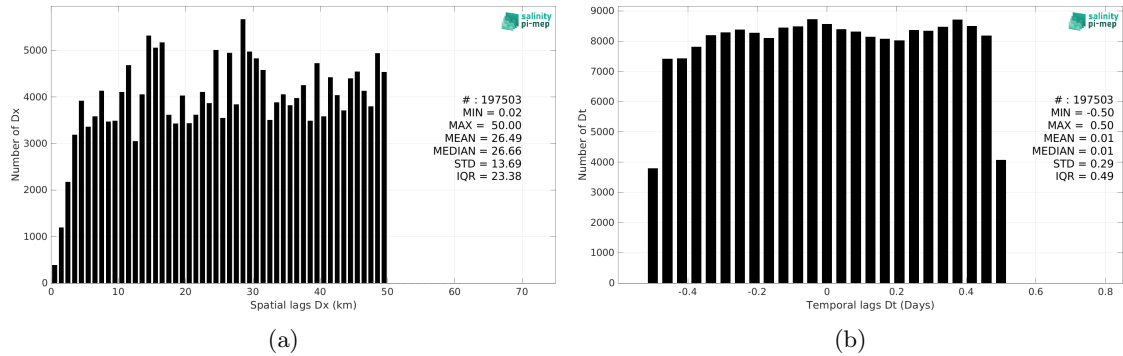 salinity
pi-mep
Number of Dx
5000
4000
3000
2000
1000
0
# : 197503
MIN = 0.02
MAX = 50.00
MEAN = 26.49
MEDIAN = 26.66
STD = 13.69
IQR = 23.38
0 10 20 30 40 50 60 70
Spatial lags Dx (km)
(a)
salinity
pi-mep
Number of Dt
9000
8000
7000
6000
5000
4000
3000
2000
1000
0
# : 197503
MIN = -0.50
MAX = 0.50
MEAN = 0.01
MEDIAN = 0.01
STD = 0.29
IQR = 0.49
-0.4 -0.2 0 0.2 0.4 0.6 0.8
Temporal lags Dt (Days)
(b)